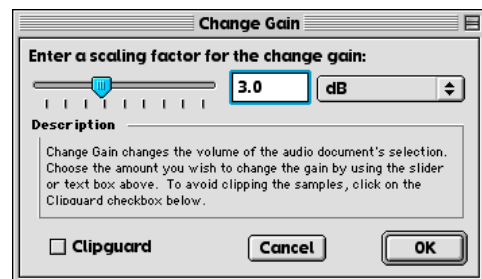 Change Gain
Enter a scaling factor for the change gain:
3.0 dB
Description
Change Gain changes the volume of the audio document's selection.
Choose the amount you wish to change the gain by using the slider
or text box above. To avoid clipping the samples, click on the
Clipguard checkbox below.
Clipguard Cancel OK